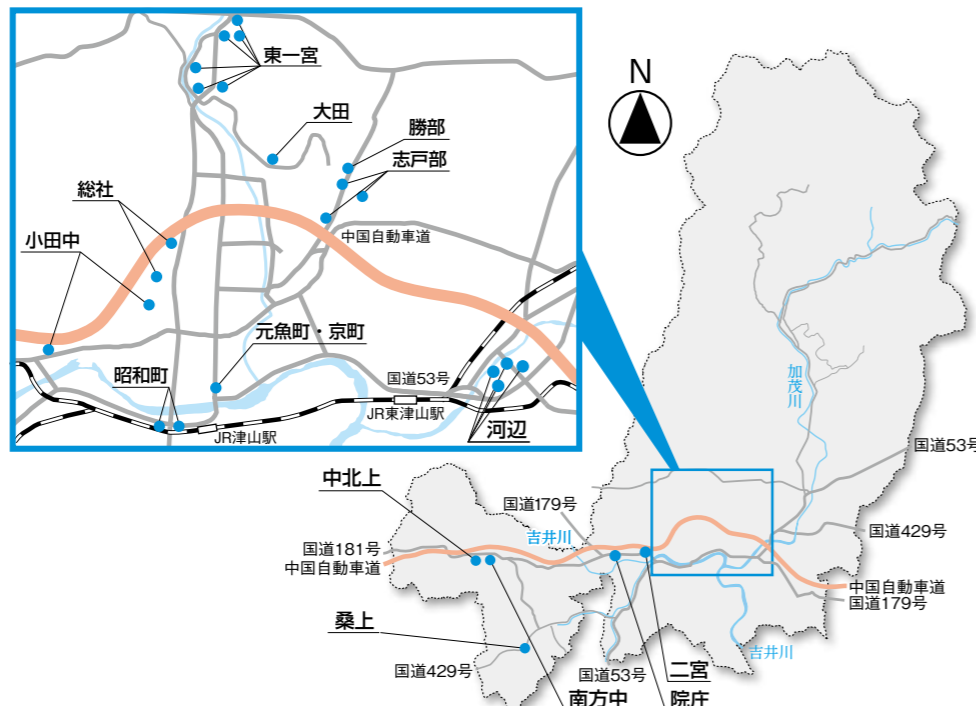 東一宮
大田
勝部
志戸部
総社
小田中
中国自動車道
元魚町・京町
昭和町
国道53号
JR東津山駅
JR津山駅
河辺
N
加茂川
国道53号
中北上
国道179号
吉井川
国道429号
国道181号
中国自動車道
中国自動車道
国道179号
桑上
吉井川
国道429号
国道53号
二宮
南方中
院庄